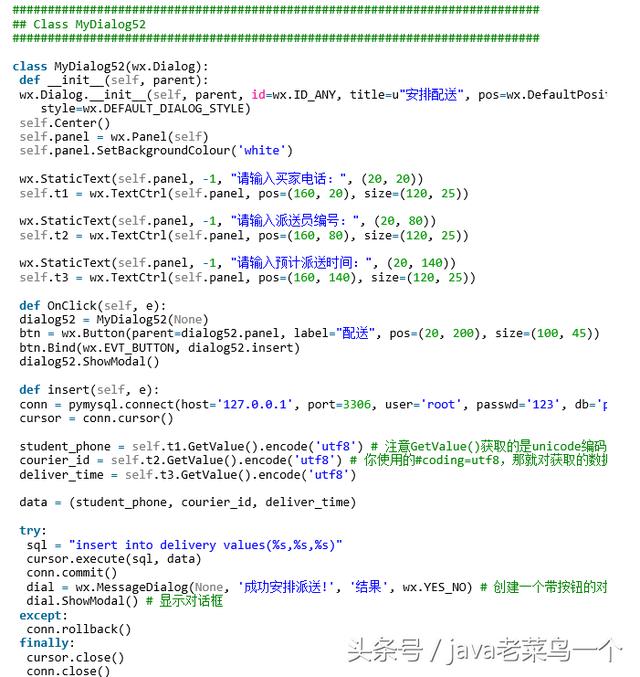 ################################################################################
## Class MyDialog52
################################################################################
class MyDialog52(wx.Dialog):
def __init__(self, parent):
wx.Dialog.__init__(self, parent, id=wx.ID_ANY, title=u"安排配送", pos=wx.DefaultPosit
style=wx.DEFAULT_DIALOG_STYLE)
self.Center()
self.panel = wx.Panel(self)
self.panel.SetBackgroundColour('white')
wx.StaticText(self.panel, -1, "请输入买家电话：", (20, 20))
self.t1 = wx.TextCtrl(self.panel, pos=(160, 20), size=(120, 25))
wx.StaticText(self.panel, -1, "请输入派送员编号：", (20, 80))
self.t2 = wx.TextCtrl(self.panel, pos=(160, 80), size=(120, 25))
wx.StaticText(self.panel, -1, "请输入预计派送时间：", (20, 140))
self.t3 = wx.TextCtrl(self.panel, pos=(160, 140), size=(120, 25))
def OnClick(self, e):
dialog52 = MyDialog52(None)
btn = wx.Button(parent=dialog52.panel, label="配送", pos=(20, 200), size=(100, 45))
btn.Bind(wx.EVT_BUTTON, dialog52.insert)
dialog52.ShowModal()
def insert(self, e):
conn = pymysql.connect(host='127.0.0.1', port=3306, user='root', passwd='123', db='p
cursor = conn.cursor()
student_phone = self.t1.GetValue().encode('utf8') # 注意GetValue()获取的是unicode编码
courier_id = self.t2.GetValue().encode('utf8') # 你使用的#coding=utf8，那就对获取的数据
deliver_time = self.t3.GetValue().encode('utf8')
data = (student_phone, courier_id, deliver_time)
try:
sql = "insert into delivery values(%s,%s,%s)"
cursor.execute(sql, data)
conn.commit()
dial = wx.MessageDialog(None, '成功安排派送！', '结果', wx.YES_NO) # 创建一个带按钮的对
dial.ShowModal() # 显示对话框
except:
conn.rollback()
finally:
cursor.close()
conn.close()
头条号 / java老菜鸟一个